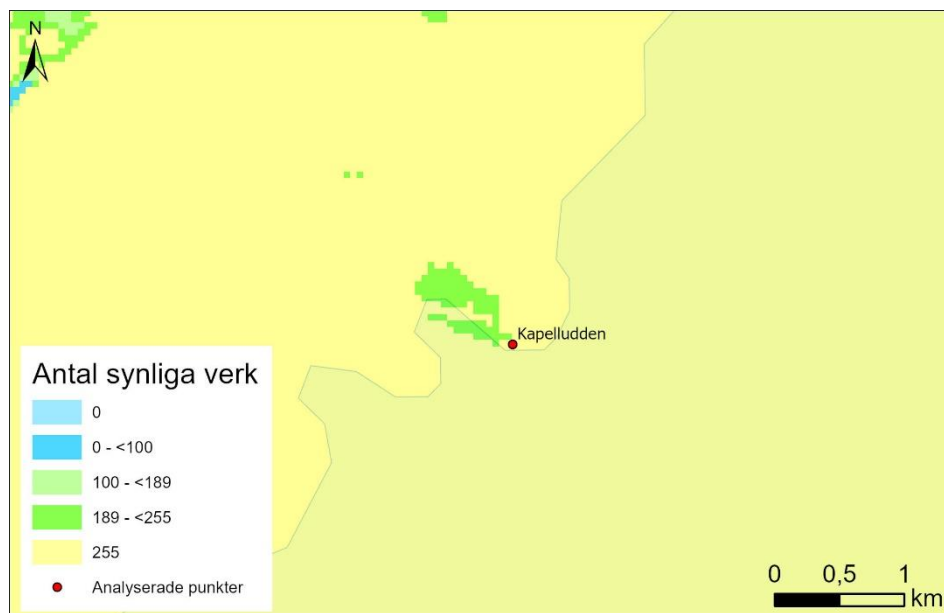 N
Kapelludden
Antal synliga verk
0
0 - <100
100 - <189
189 - <255
255
Analyserade punkter
0 0,5 1
km